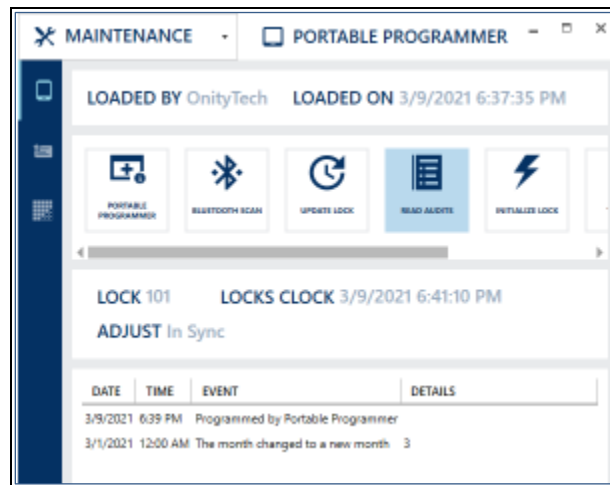 MAINTENANCE PORTABLE PROGRAMMER
LOADED BY OnityTech LOADED ON 3/9/2021 6:37:35 PM
PORTABLE
PROGRAMMER
BLUETOOTH SCAN
UPDATE LOCK
READ AUDITS
INITIALIZE LOCK
LOCK 101 LOCKS CLOCK 3/9/2021 6:41:10 PM
ADJUST In Sync
DATE TIME EVENT DETAILS
3/9/2021 6:39 PM Programmed by Portable Programmer
3/1/2021 12:00 AM The month changed to a new month 3